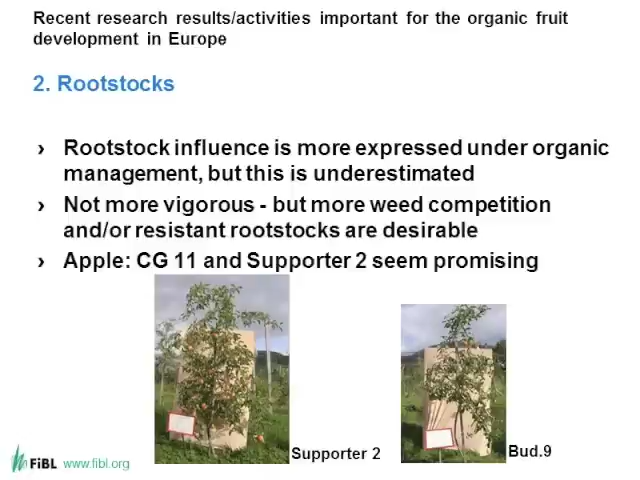 Recent research results/activities important for the organic fruit
development in Europe
2. Rootstocks
› Rootstock influence is more expressed under organic
management, but this is underestimated
› Not more vigorous - but more weed competition
and/or resistant rootstocks are desirable
› Apple: CG 11 and Supporter 2 seem promising
Supporter 2
Bud.9
FiBL www.fibl.org